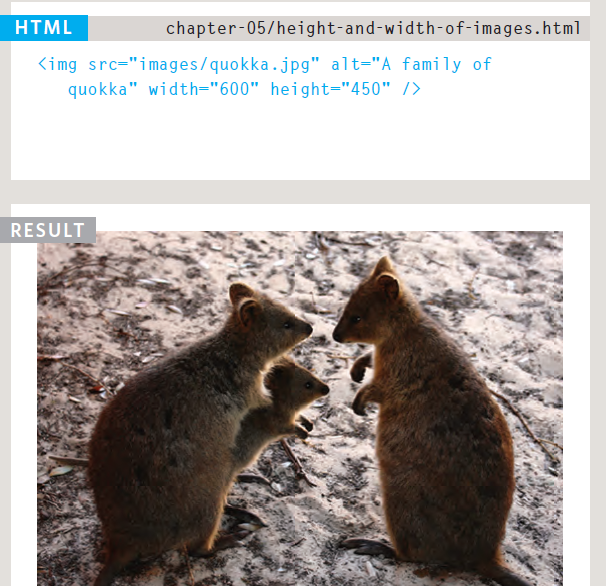 HTML
chapter-05/height-and-width-of-images.html
<img src="images/quokka.jpg" alt="A family of
quokka" width="600" height="450" />
RESULT